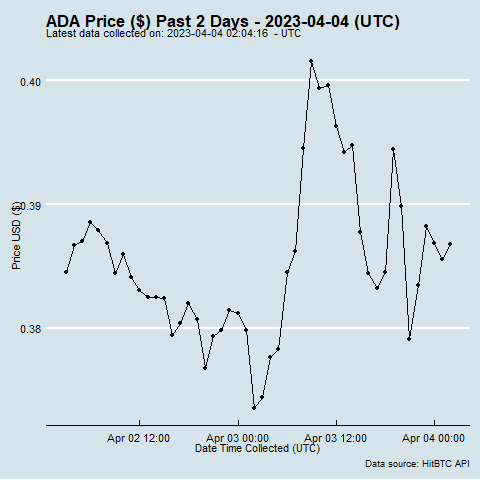 ADA Price ($) Past 2 Days - 2023-04-04 (UTC)
Latest data collected on: 2023-04-04 02:04:16 - UTC
0.40
0.39
0.38
Price USD ($)
Apr 02 12:00
Apr 03 00:00
Apr 03 12:00
Apr 04 00:00
Date Time Collected (UTC)
Data source: HitBTC API